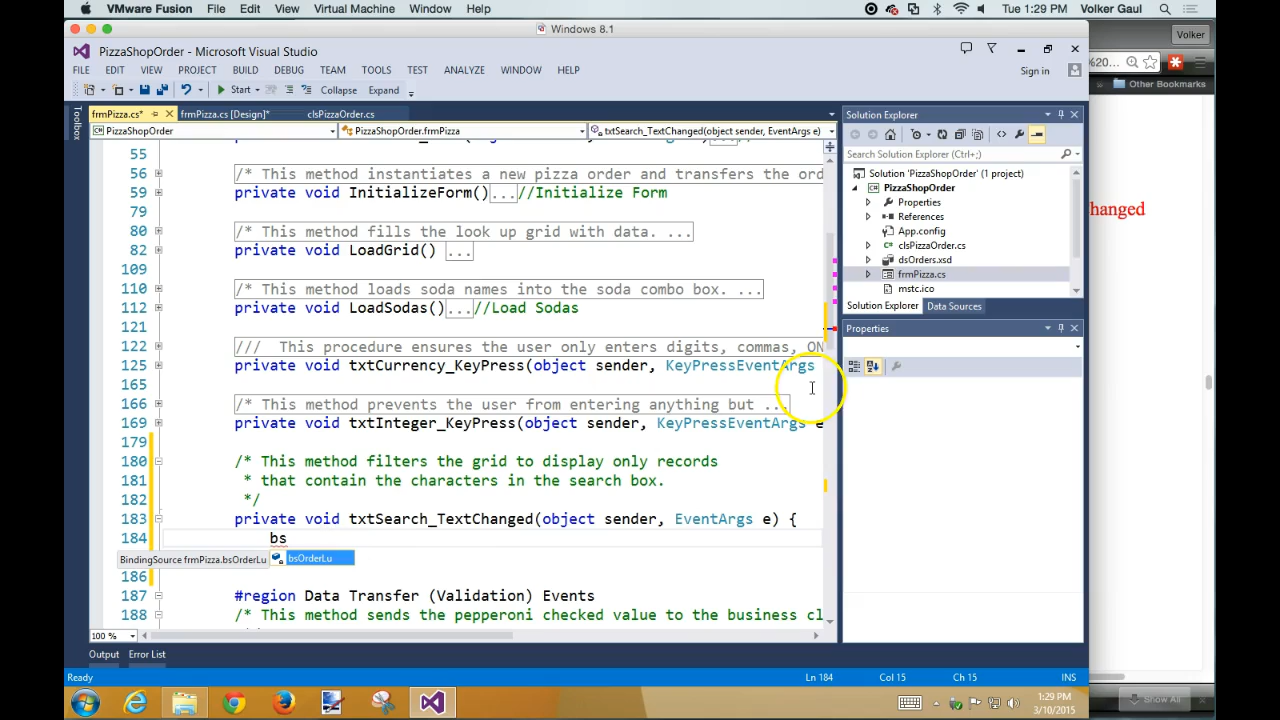 VMware Fusion File Edit View Virtual Machine Window Help Tue 1:29 PM Volker Gaul
Windows 8.1
Volker
PizzaShopOrder - Microsoft Visual Studio
FILE EDIT VIEW PROJECT BUILD DEBUG TEAM TOOLS TEST ANALYZE WINDOW HELP Sign in
%20...
Start Collapse Expand
Other Bookmarks
Toolbox
frmPizza.cs* frmPizza.cs [Design]* clsPizzaOrder.cs
PizzaShopOrder PizzaShopOrder.frmPizza txtSearch_TextChanged(object sender, EventArgs e)
55
56 /* This method instantiates a new pizza order and transfers the ord
59 private void InitializeForm()...//Initialize Form
79
80 /* This method fills the look up grid with data. ...
82 private void LoadGrid() ...
109
110 /* This method loads soda names into the soda combo box. ...
112 private void LoadSodas()...//Load Sodas
121
122 /// This procedure ensures the user only enters digits, commas, ON
125 private void txtCurrency_KeyPress(object sender, KeyPressEventArgs
165
166 /* This method prevents the user from entering anything but ...
169 private void txtInteger_KeyPress(object sender, KeyPressEventArgs e
179
180 /* This method filters the grid to display only records
181 * that contain the characters in the search box.
182 */
183 private void txtSearch_TextChanged(object sender, EventArgs e) {
184 bs
BindingSource frmPizza.bsOrderLu bsOrderLu
186
187 #region Data Transfer (Validation) Events
188 /* This method sends the pepperoni checked value to the business cl
100 %
Output Error List
Solution Explorer
Search Solution Explorer (Ctrl+;)
Solution 'PizzaShopOrder' (1 project)
PizzaShopOrder
Properties
References
App.config
clsPizzaOrder.cs
dsOrders.xsd
frmPizza.cs
mstc.ico
Solution Explorer Data Sources
Properties
hanged
Ready Ln 184 Col 15 Ch 15 INS
1:29 PM
3/10/2015
Show All